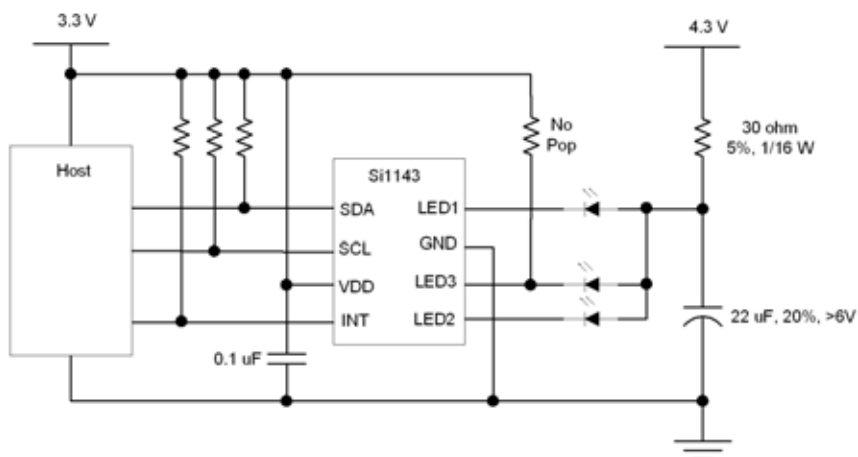 3.3 V
4.3 V
No
Pop
30 ohm
5%, 1/16 W
Host
Si1143
SDA
LED1
SCL
GND
VDD
LED3
INT
LED2
0.1 uF
22 uF, 20%, >6V